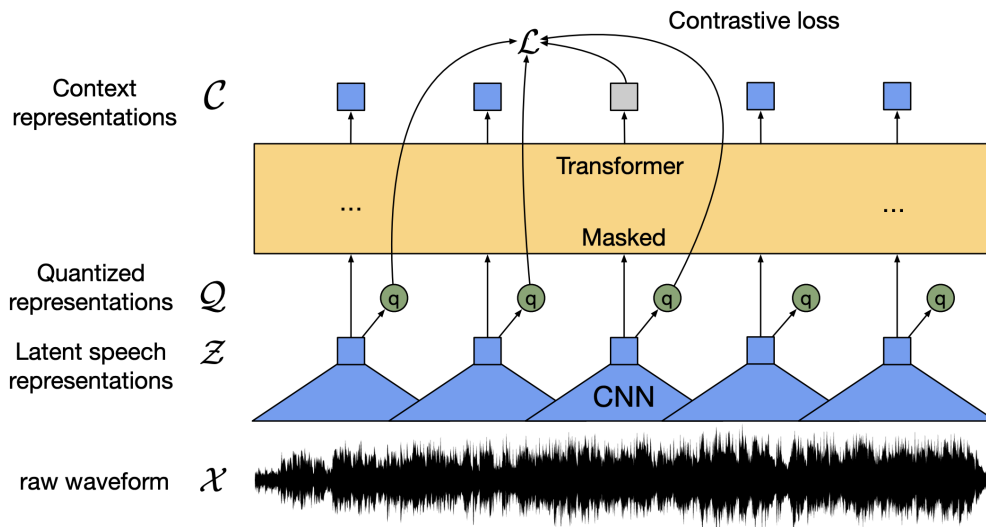 Contrastive loss
ℒ
Context
representations 𝒞
Transformer
... ...
Masked
Quantized
representations 𝒬
q q q q q
Latent speech
representations 𝒵
CNN
raw waveform 𝒳